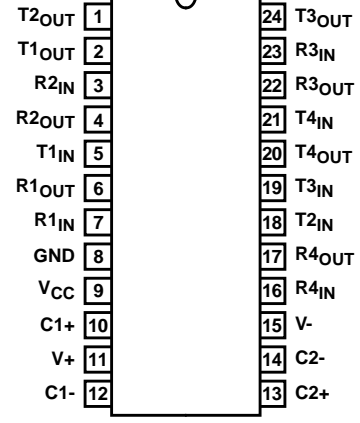 T2OUT 1 24 T3OUT
T1OUT 2 23 R3IN
R2IN 3 22 R3OUT
R2OUT 4 21 T4IN
T1IN 5 20 T4OUT
R1OUT 6 19 T3IN
R1IN 7 18 T2IN
GND 8 17 R4OUT
VCC 9 16 R4IN
C1+ 10 15 V-
V+ 11 14 C2-
C1- 12 13 C2+